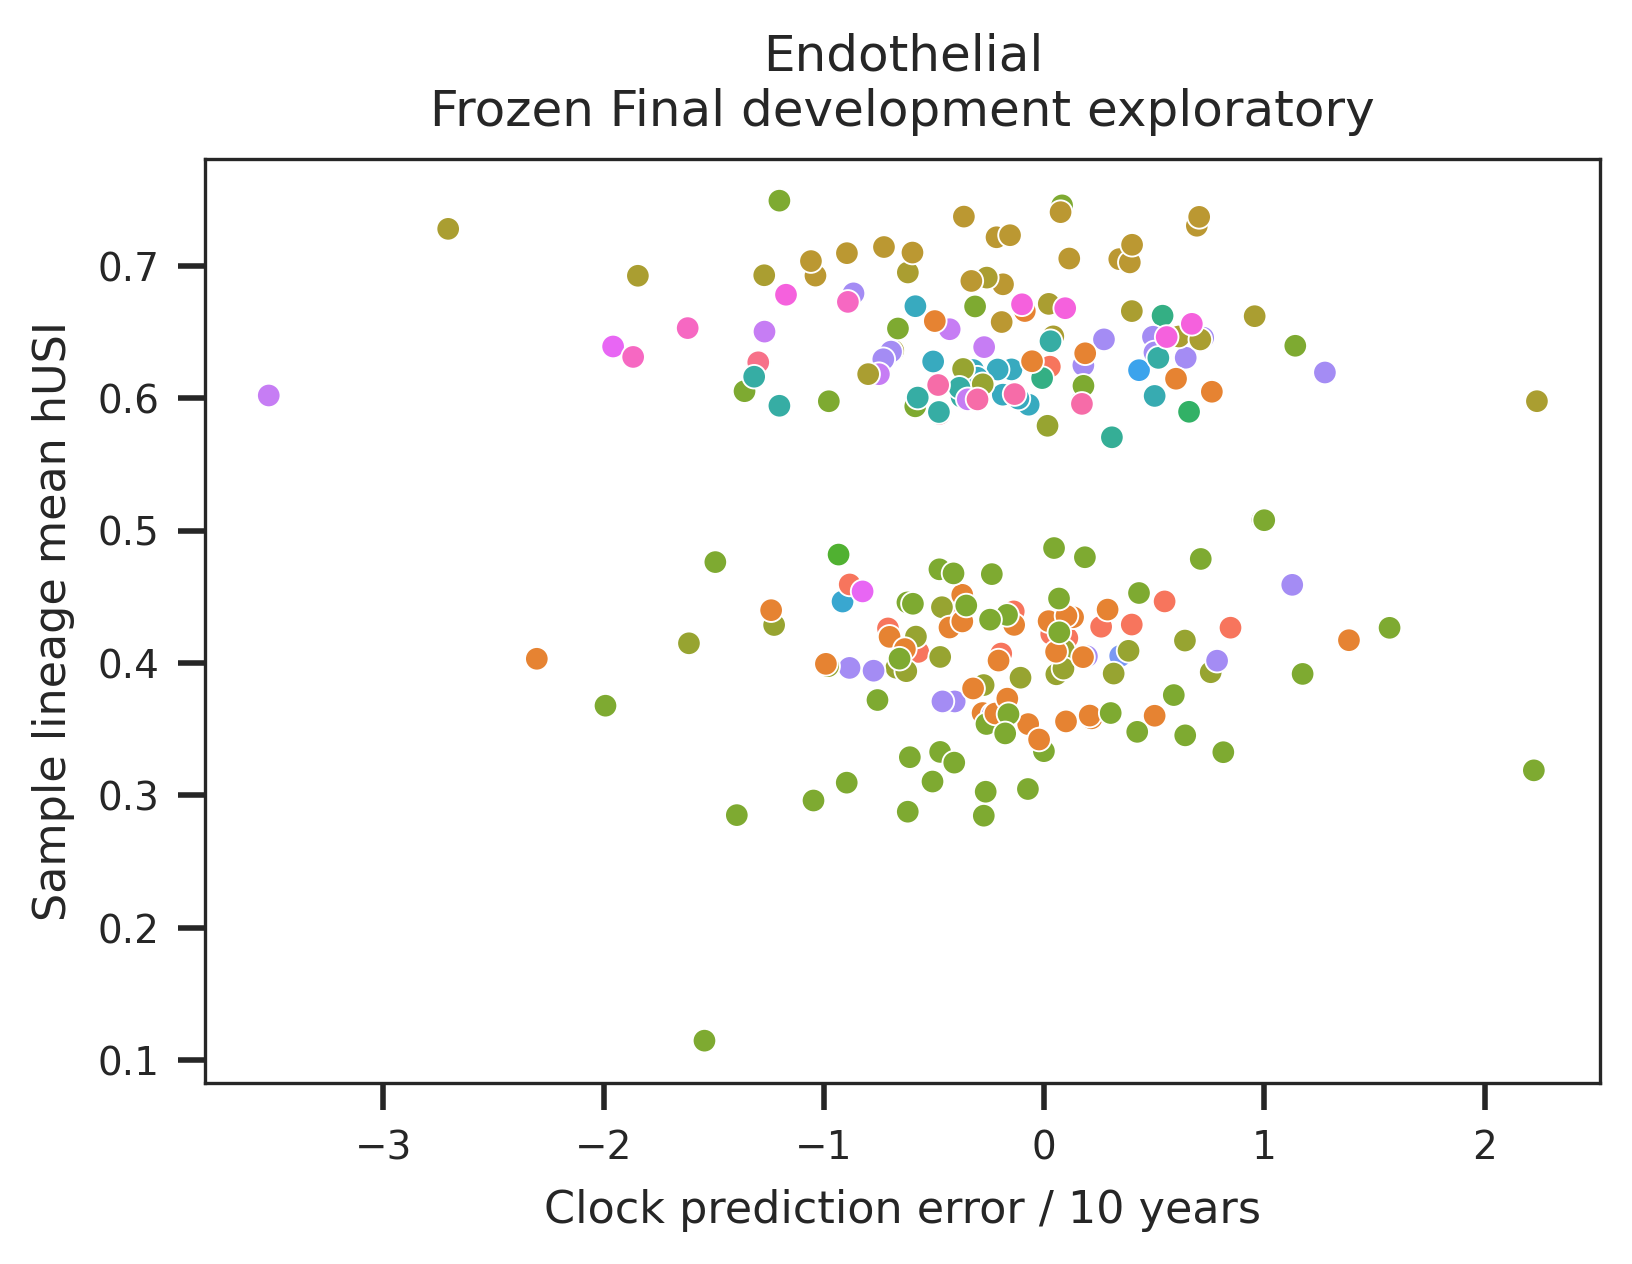 Endothelial
Frozen Final development exploratory
Sample lineage mean hUSI
0.7
0.6
0.5
0.4
0.3
0.2
0.1
−3 −2 −1 0 1 2
Clock prediction error / 10 years